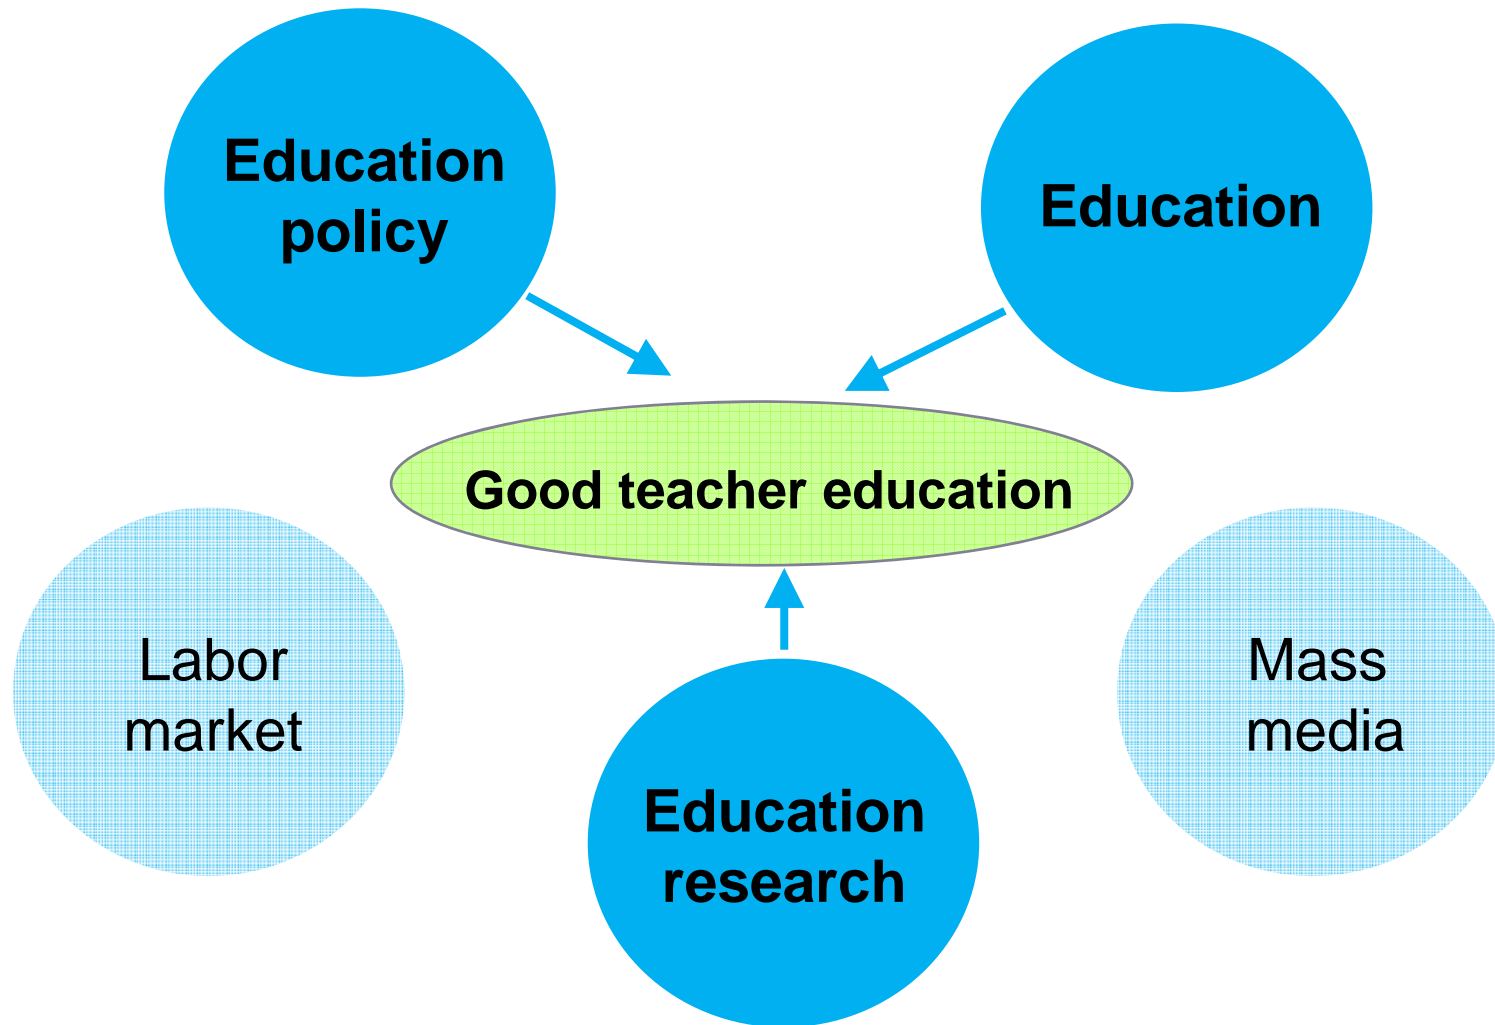 Education
policy
Education
Good teacher education
Labor
market
Mass
media
Education
research